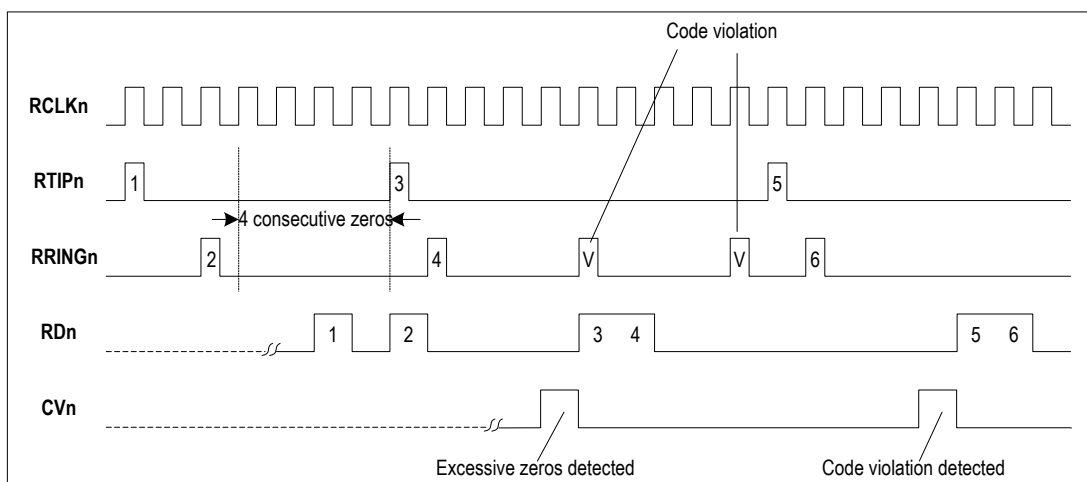 Code violation
RCLKn
RTIPn
1
3
5
4 consecutive zeros
RRINGn
2
4
V
V
6
RDn
1
2
3 4
5 6
CVn
Excessive zeros detected
Code violation detected